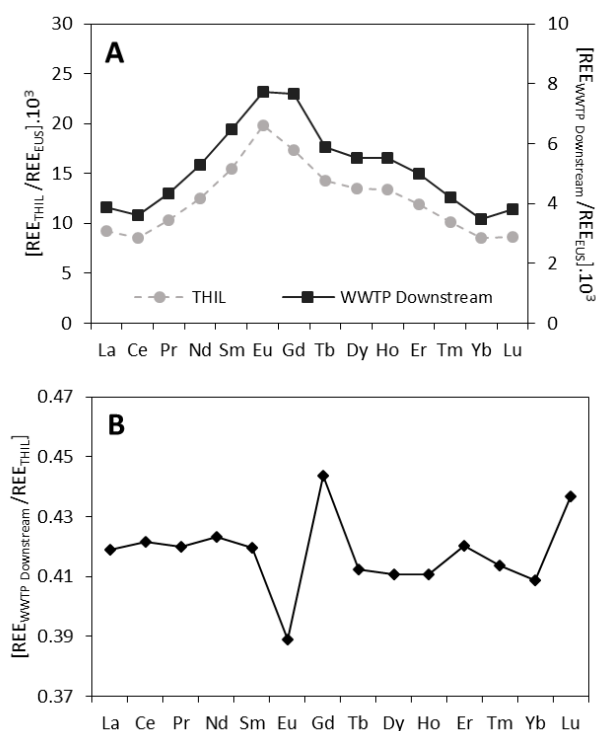 A
[REE_THIL /REE_EUS].10³
30
25
20
15
10
5
0
[REE_WWTP Downstream /REE_EUS].10³
10
8
6
4
2
0
THIL WWTP Downstream
La Ce Pr Nd Sm Eu Gd Tb Dy Ho Er Tm Yb Lu
B
[REE_WWTP Downstream /REE_THIL]
0.47
0.45
0.43
0.41
0.39
0.37
La Ce Pr Nd Sm Eu Gd Tb Dy Ho Er Tm Yb Lu